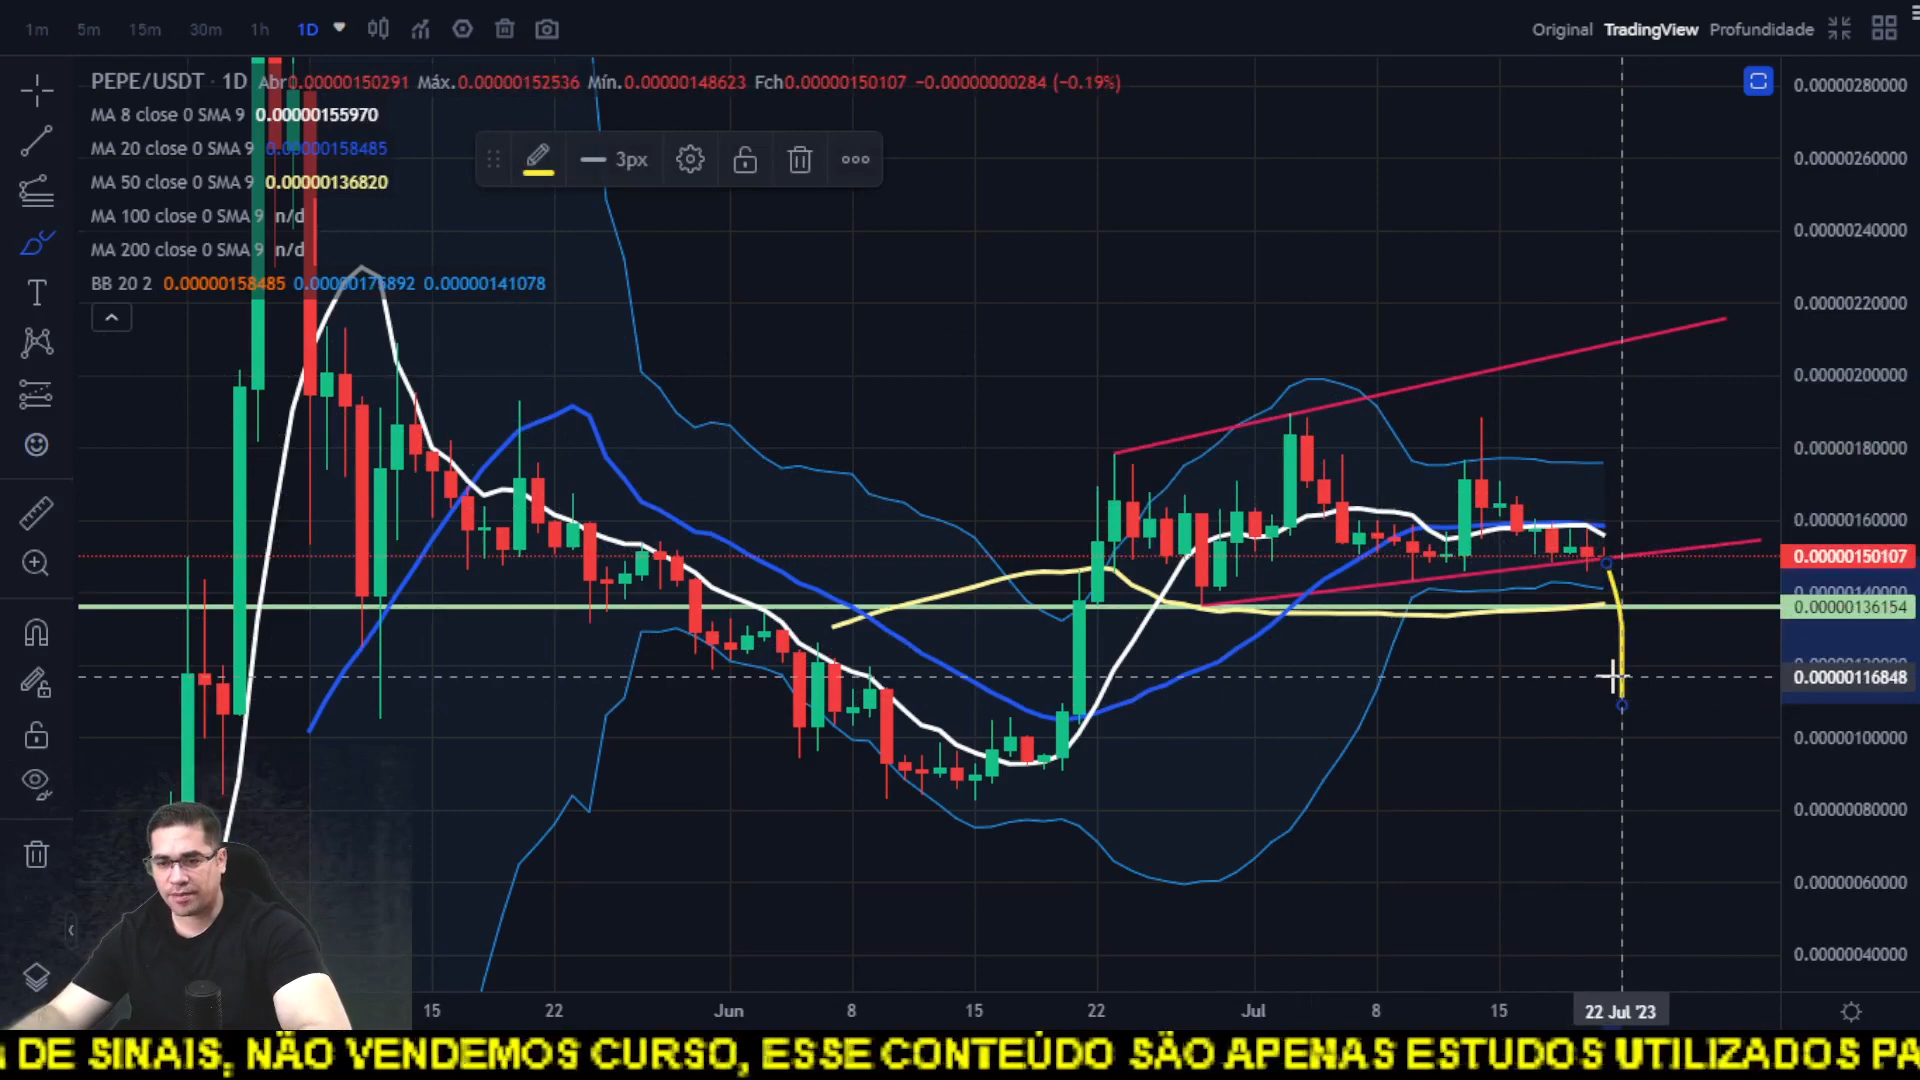 1m 5m 15m 30m 1h 1D Original TradingView Profundidade
PEPE/USDT · 1D Abr0.00000150291 Máx.0.00000152536 Mín.0.00000148623 Fch0.00000150107 −0.00000000284 (−0.19%)
MA 8 close 0 SMA 9 0.00000155970
MA 20 close 0 SMA 9 0.00000158485
MA 50 close 0 SMA 9 0.00000136820
MA 100 close 0 SMA 9 n/d
MA 200 close 0 SMA 9 n/d
BB 20 2 0.00000158485 0.00000175892 0.00000141078
3px
0.00000280000
0.00000260000
0.00000240000
0.00000220000
0.00000200000
0.00000180000
0.00000160000
0.00000150107
0.00000140000
0.00000136154
0.00000116848
0.00000100000
0.00000080000
0.00000060000
0.00000040000
15 22 Jun 8 15 22 Jul 8 15 22 Jul '23
DE SINAIS, NÃO VENDEMOS CURSO, ESSE CONTEÚDO SÃO APENAS ESTUDOS UTILIZADOS PA